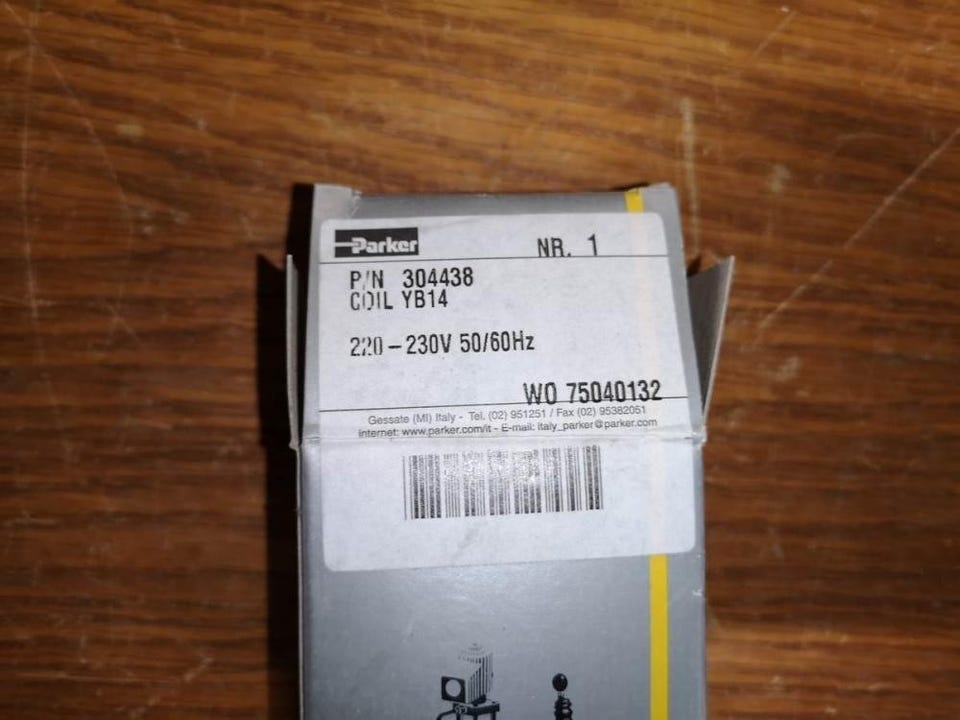 Parker NR. 1
P/N 304438
COIL YB14
220-230V 50/60Hz
WO 75040132
Gessate (MI) Italy - Tel. (02) 951251 / Fax (02) 95382051
internet: www.parker.com/it - E-mail: italy_parker@parker.com